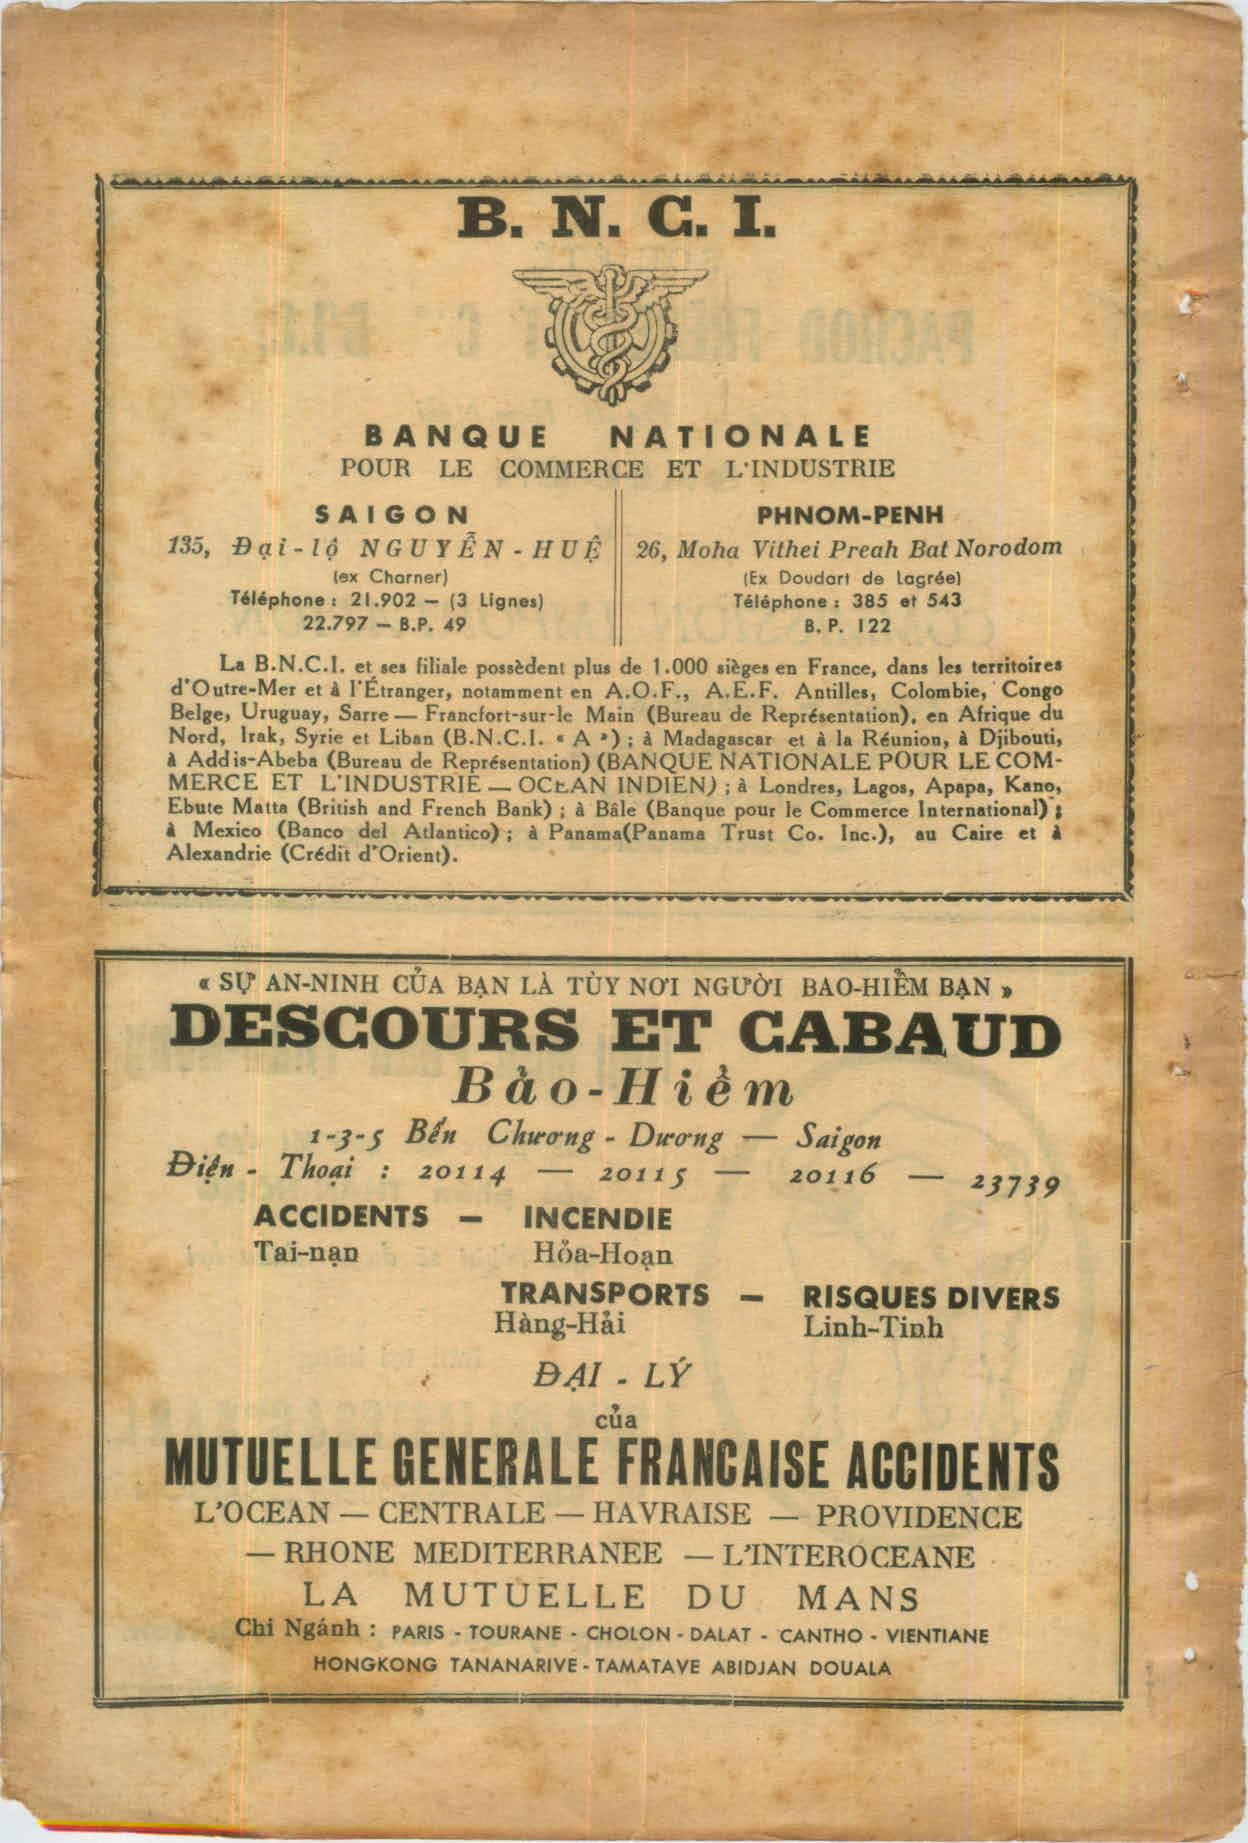 B. N. C. I.
BANQUE NATIONALE
POUR LE COMMERCE ET L'INDUSTRIE
SAIGON
135, Đại-lộ NGUYỄN-HUỆ
(ex Charner)
Téléphone : 21.902 — (3 Lignes)
22.797 — B.P. 49
PHNOM-PENH
26, Moha Vithei Preah Bat Norodom
(Ex Doudart de Lagrée)
Téléphone : 385 et 543
B. P. 122
La B.N.C.I. et ses filiale possèdent plus de 1.000 sièges en France, dans les territoires
d'Outre-Mer et à l'Étranger, notamment en A.O.F., A.E.F. Antilles, Colombie, Congo
Belge, Uruguay, Sarre — Francfort-sur-le Main (Bureau de Représentation), en Afrique du
Nord, Irak, Syrie et Liban (B.N.C.I. « A ») ; à Madagascar et à la Réunion, à Djibouti,
à Addis-Abeba (Bureau de Représentation) (BANQUE NATIONALE POUR LE COM-
MERCE ET L'INDUSTRIE — OCEAN INDIEN) ; à Londres, Lagos, Apapa, Kano,
Ebute Matta (British and French Bank) ; à Bâle (Banque pour le Commerce International) ;
à Mexico (Banco del Atlantico) ; à Panama(Panama Trust Co. Inc.), au Caire et à
Alexandrie (Crédit d'Orient).
« SỰ AN-NINH CỦA BẠN LÀ TÙY NƠI NGƯỜI BAO-HIỂM BẠN »
DESCOURS ET CABAUD
Bảo-Hiểm
1-3-5 Bến Chương-Dương — Saigon
Điện-Thoại : 20114 — 20115 — 20116 — 23739
ACCIDENTS — INCENDIE
Tai-nạn Hỏa-Hoạn
TRANSPORTS — RISQUES DIVERS
Hàng-Hải Linh-Tinh
ĐẠI-LÝ
của
MUTUELLE GENERALE FRANCAISE ACCIDENTS
L'OCEAN — CENTRALE — HAVRAISE — PROVIDENCE
— RHONE MEDITERRANEE — L'INTEROCEANE
LA MUTUELLE DU MANS
Chi Ngánh : PARIS - TOURANE - CHOLON - DALAT - CANTHO - VIENTIANE
HONGKONG TANANARIVE - TAMATAVE ABIDJAN DOUALA